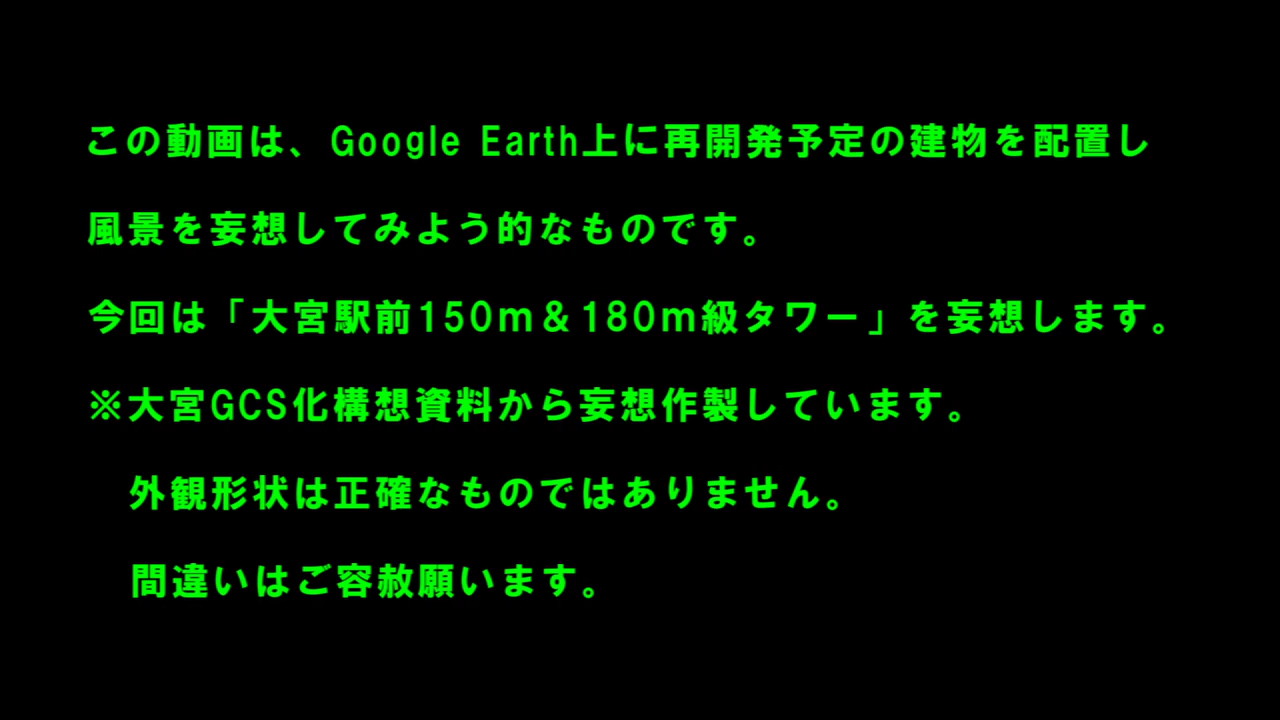 この動画は、Google Earth上に再開発予定の建物を配置し
風景を妄想してみよう的なものです。
今回は「大宮駅前150ｍ＆180ｍ級タワー」を妄想します。
※大宮GCS化構想資料から妄想作製しています。
外観形状は正確なものではありません。
間違いはご容赦願います。